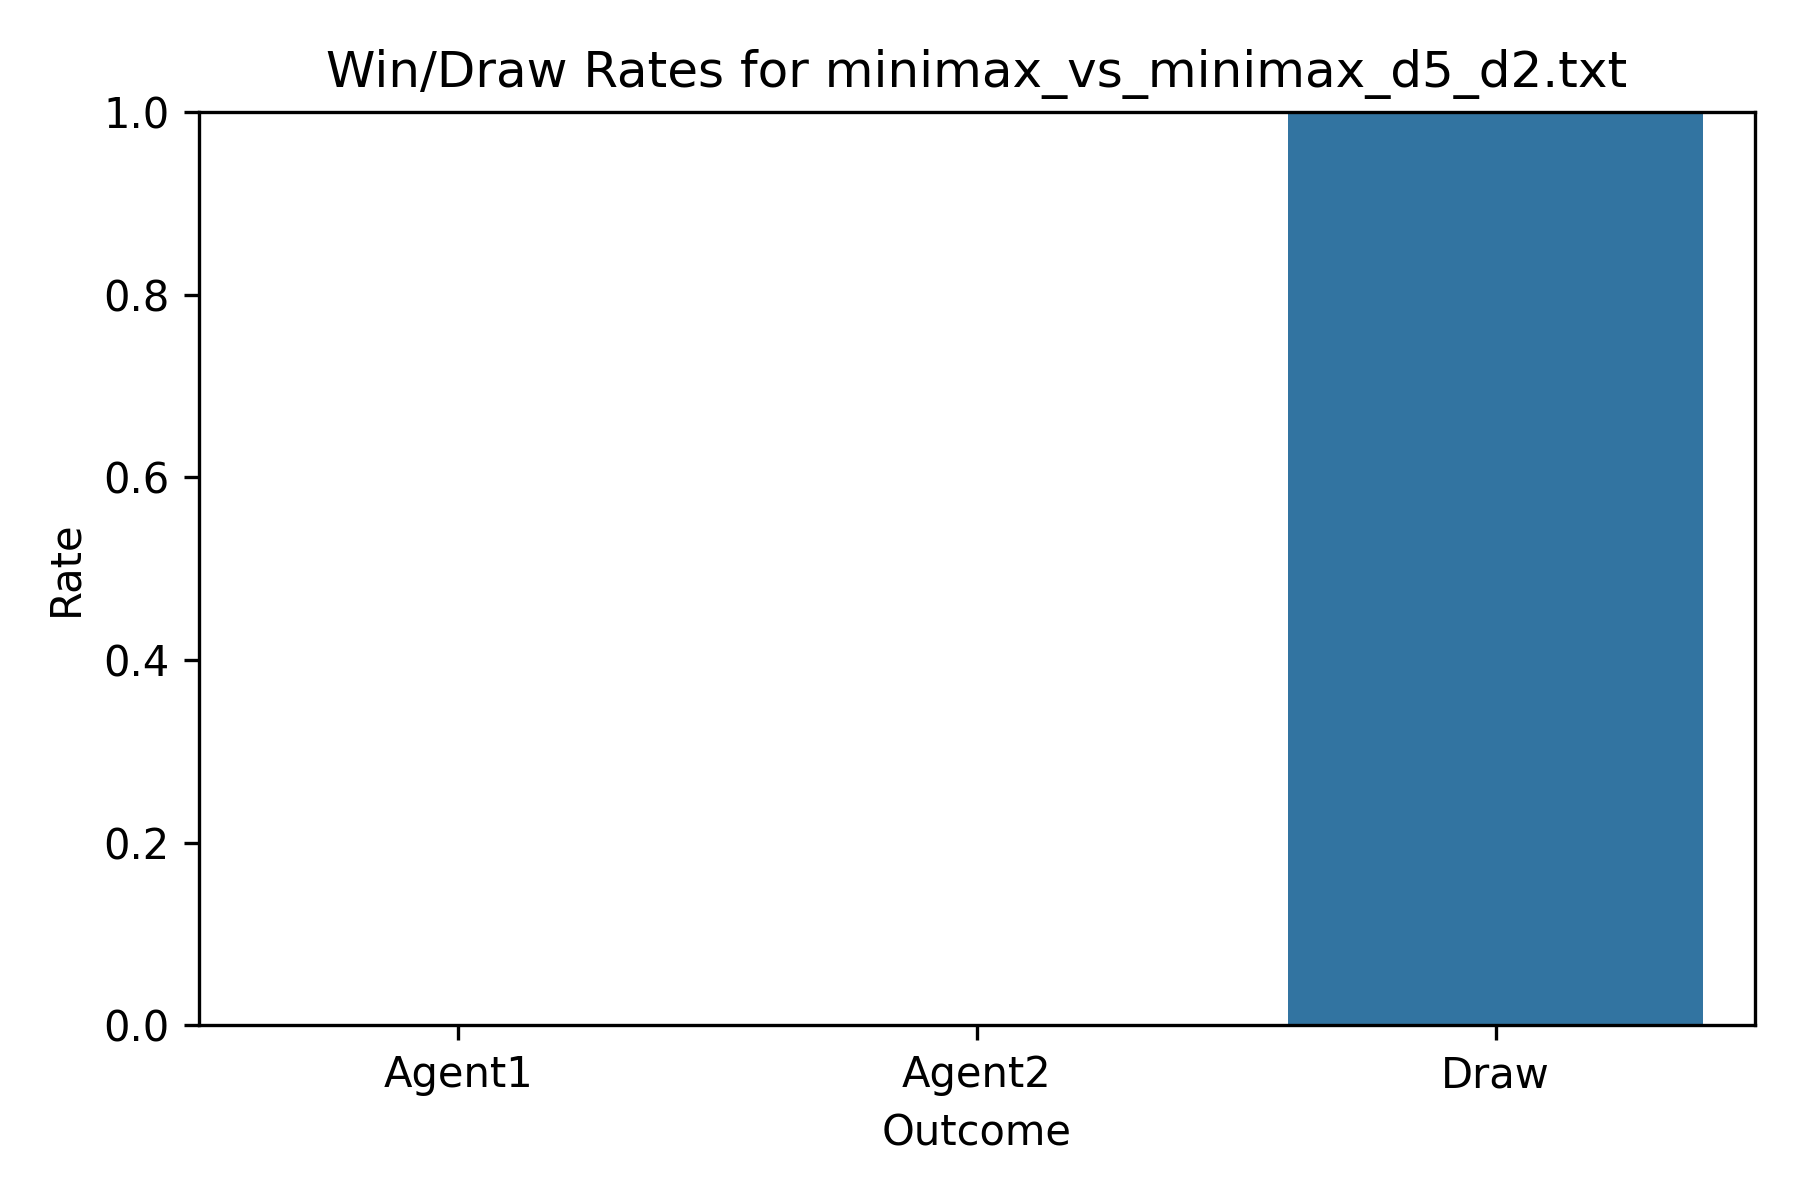 Win/Draw Rates for minimax_vs_minimax_d5_d2.txt
1.0
0.8
0.6
0.4
0.2
0.0
Rate
Agent1 Agent2 Draw
Outcome